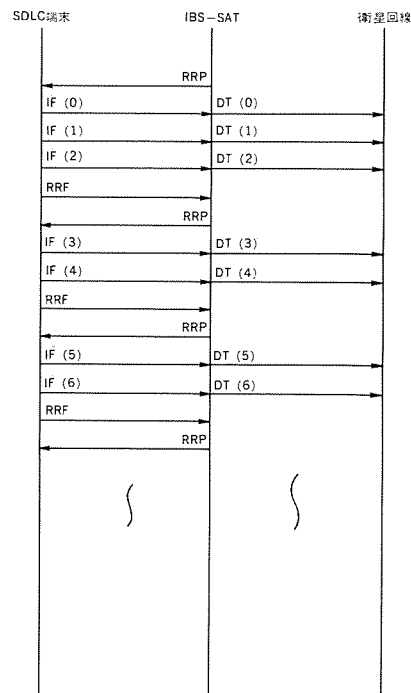 SDLC端末 IBS-SAT 衛星回線
RRP
IF (0) DT (0)
IF (1) DT (1)
IF (2) DT (2)
RRF
RRP
IF (3) DT (3)
IF (4) DT (4)
RRF
RRP
IF (5) DT (5)
IF (6) DT (6)
RRF
RRP